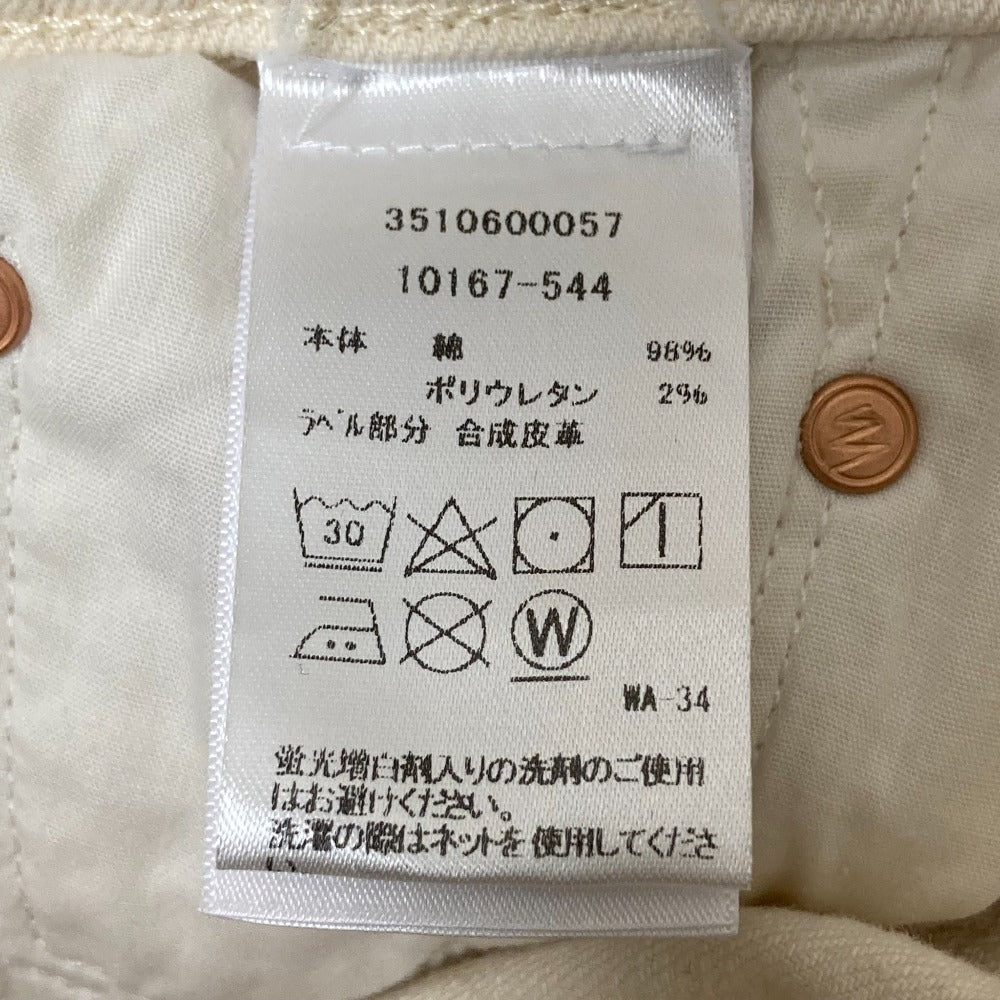 3510600057
10167-544
本体 綿 98%
ポリウレタン 2%
ラベル部分 合成皮革
30
W
WA-34
蛍光増白剤入りの洗剤のご使用
はお避けください。
洗濯の際はネットを使用してくださ
い
W